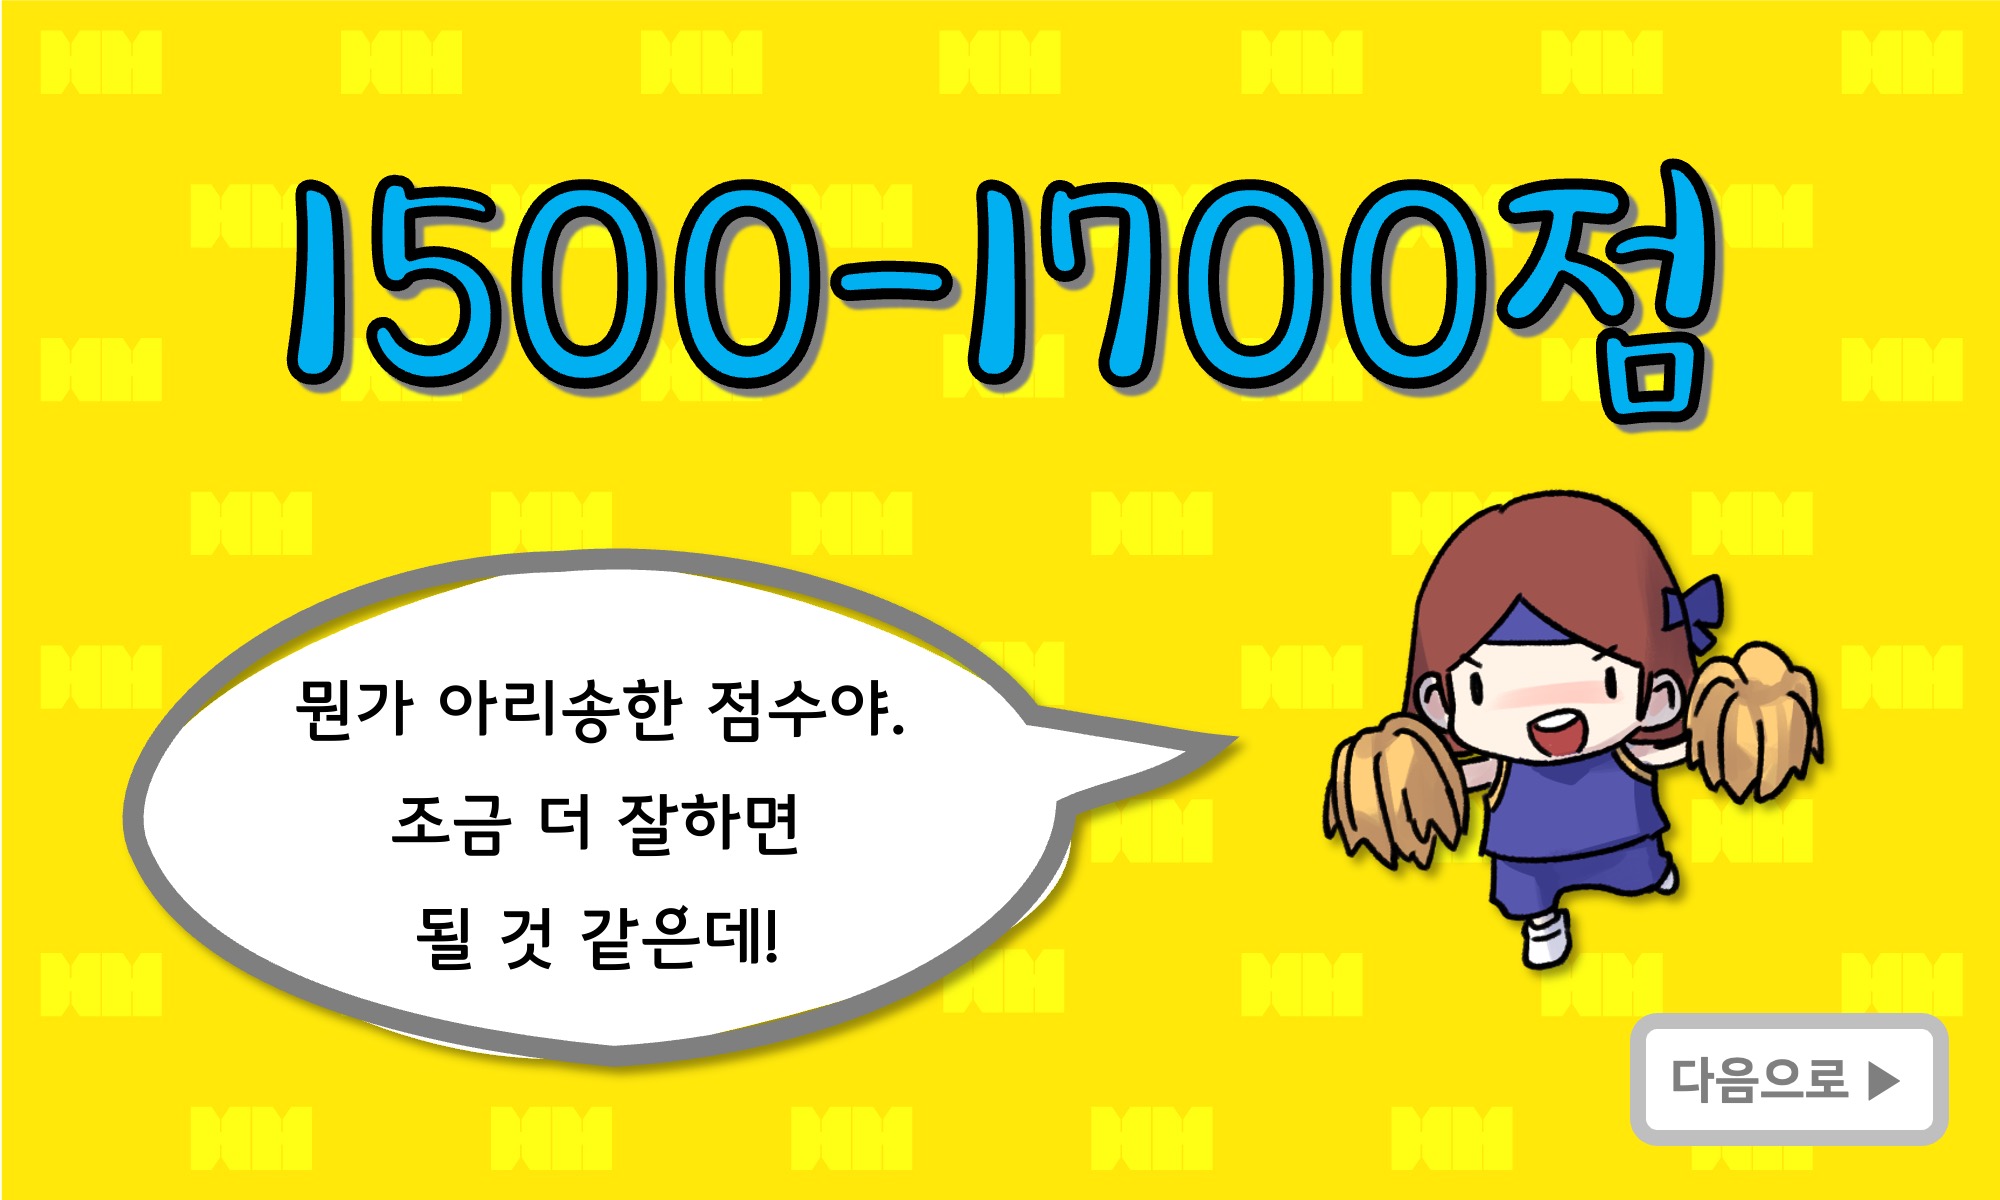 1500-1700점
뭔가 아리송한 점수야.
조금 더 잘하면
될 것 같은데!
다음으로 ▶